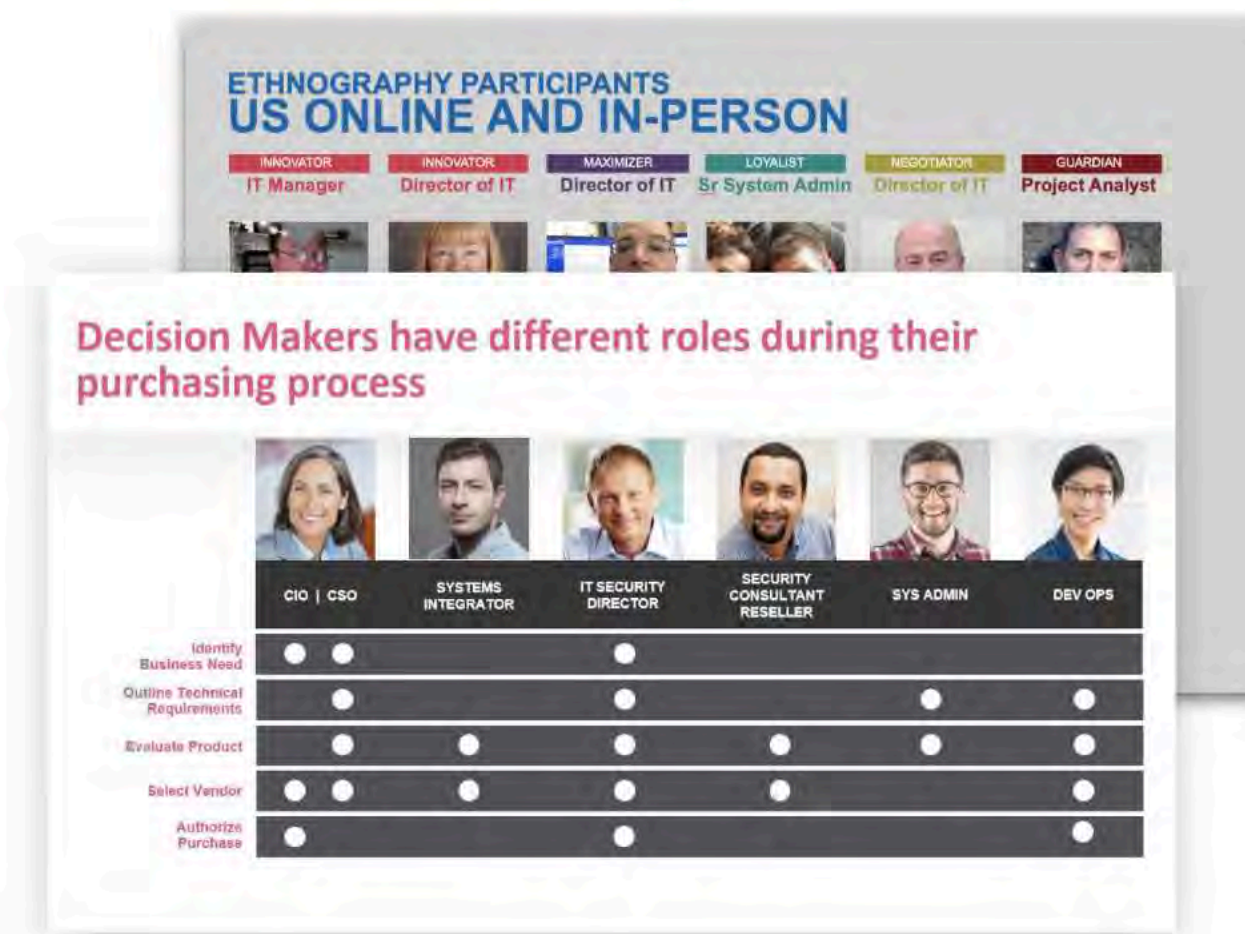 ETHNOGRAPHY PARTICIPANTS
US ONLINE AND IN-PERSON
INNOVATOR INNOVATOR MAXIMIZER LOYALIST NEGOTIATOR GUARDIAN
IT Manager Director of IT Director of IT Sr System Admin Director of IT Project Analyst
Decision Makers have different roles during their
purchasing process
CIO | CSO
SYSTEMS
INTEGRATOR
IT SECURITY
DIRECTOR
SECURITY
CONSULTANT
RESELLER
SYS ADMIN
DEV OPS
Identify
Business Need
Outline Technical
Requirements
Evaluate Product
Select Vendor
Authorize
Purchase